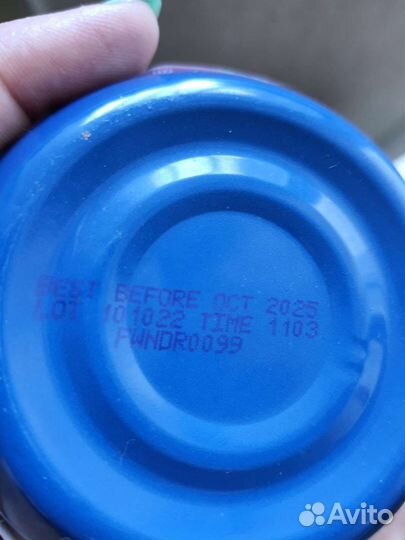 BEST BEFORE OCT 2025
LOT 101022 TIME 1103
PWNDR0099
Avito